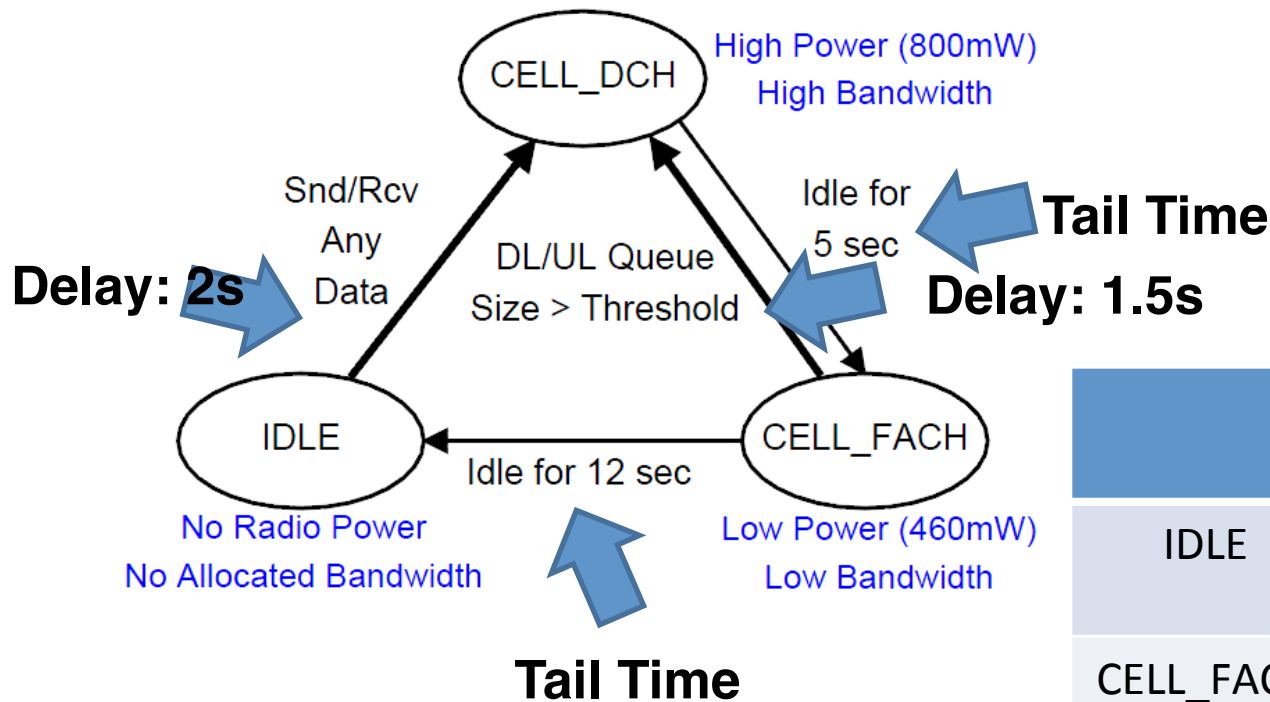 CELL_DCH
High Power (800mW)
High Bandwidth
Snd/Rcv
Any
Data
Delay: 2s
DL/UL Queue
Size > Threshold
Idle for
5 sec
Tail Time
Delay: 1.5s
IDLE
CELL_FACH
Idle for 12 sec
No Radio Power
No Allocated Bandwidth
Low Power (460mW)
Low Bandwidth
Tail Time
IDLE